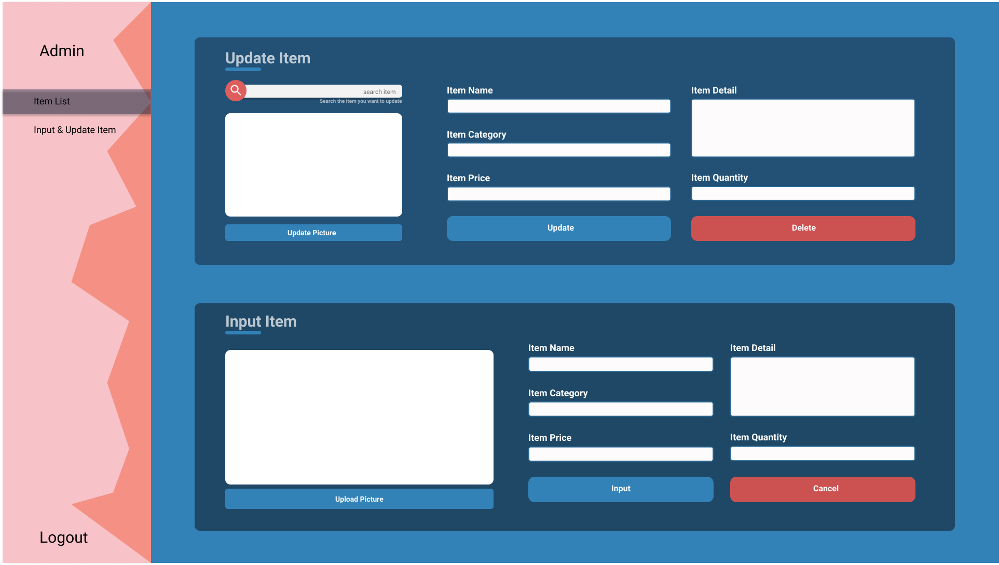 Admin
Item List
Input & Update Item
Logout
Update Item
search item
Search the item you want to update
Update Picture
Item Name
Item Category
Item Price
Update
Item Detail
Item Quantity
Delete
Input Item
Upload Picture
Item Name
Item Category
Item Price
Input
Item Detail
Item Quantity
Cancel